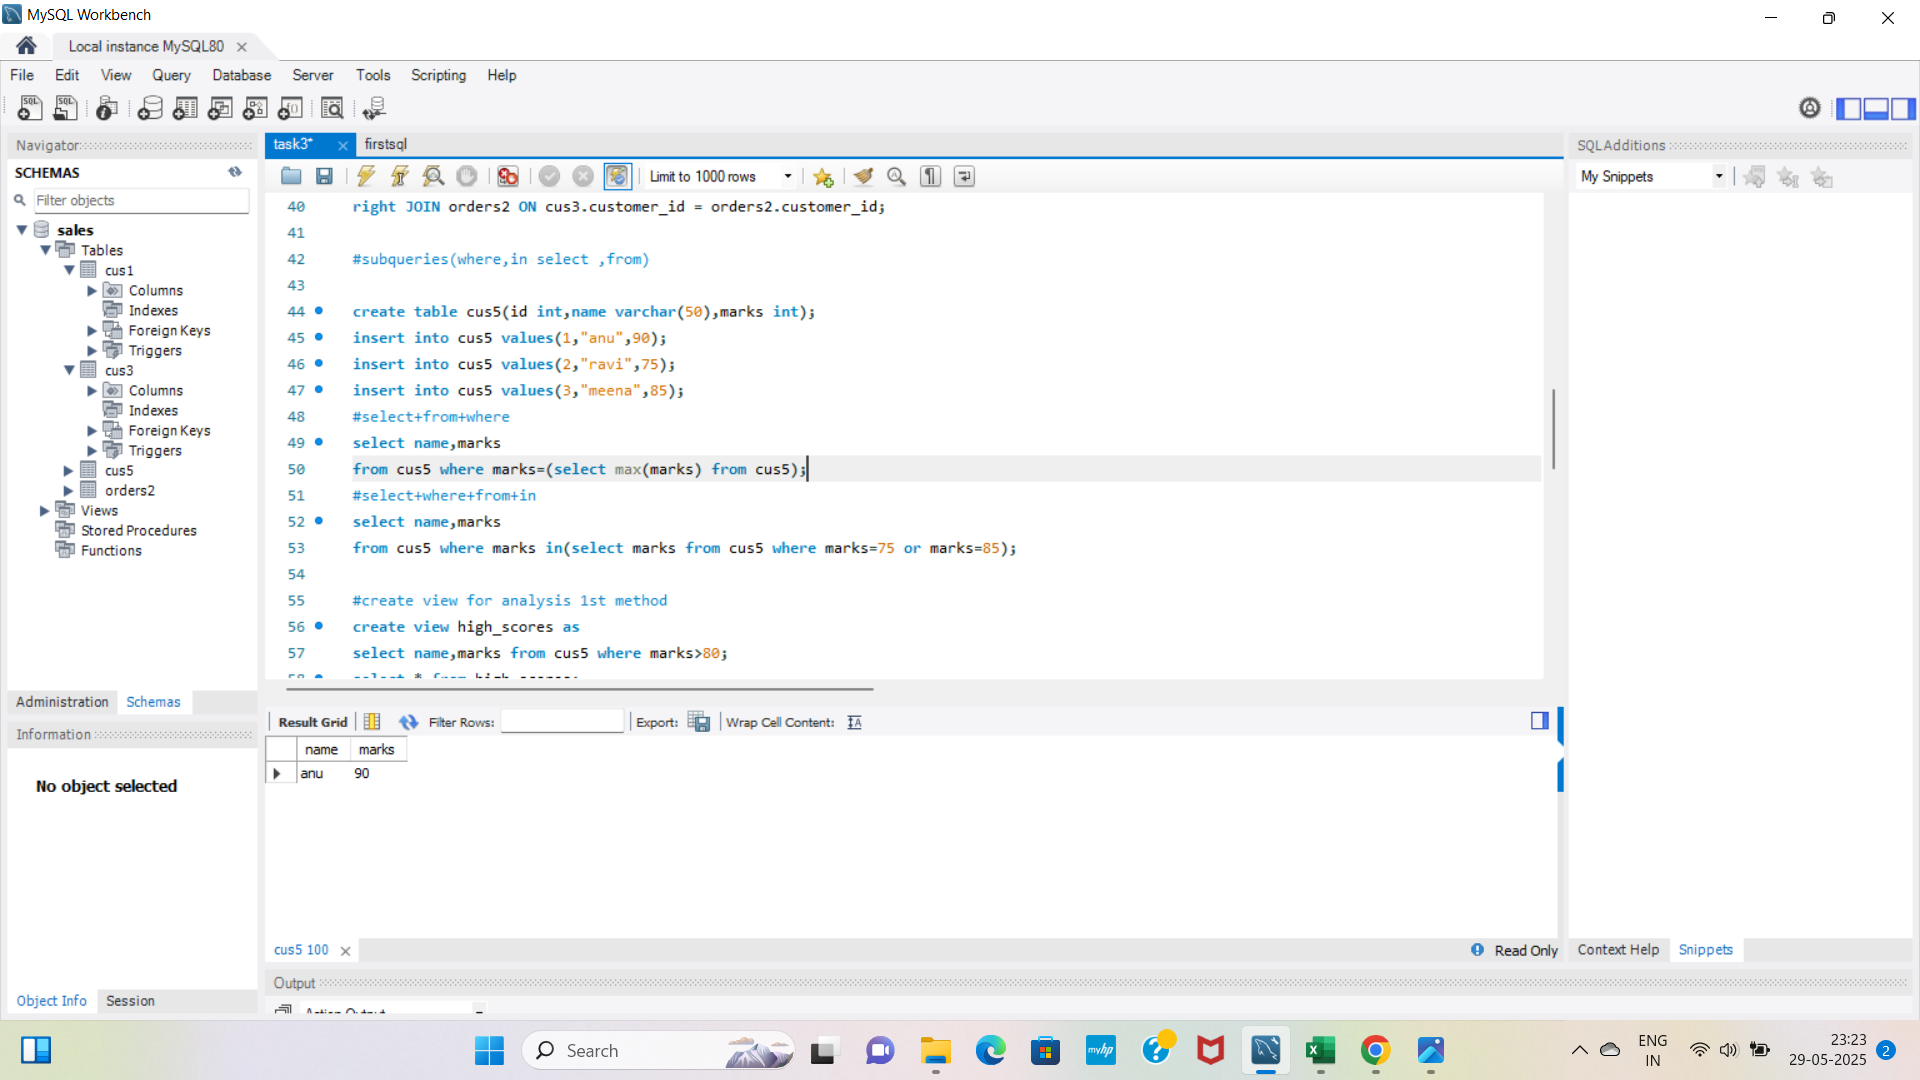 MySQL Workbench
Local instance MySQL80
File Edit View Query Database Server Tools Scripting Help
Navigator
SCHEMAS
Filter objects
sales
Tables
cus1
Columns
Indexes
Foreign Keys
Triggers
cus3
Columns
Indexes
Foreign Keys
Triggers
cus5
orders2
Views
Stored Procedures
Functions
Administration Schemas
Information
No object selected
Object Info Session
task3* firstsql
Limit to 1000 rows
40 right JOIN orders2 ON cus3.customer_id = orders2.customer_id;
41
42 #subqueries(where,in select ,from)
43
44 create table cus5(id int,name varchar(50),marks int);
45 insert into cus5 values(1,"anu",90);
46 insert into cus5 values(2,"ravi",75);
47 insert into cus5 values(3,"meena",85);
48 #select+from+where
49 select name,marks
50 from cus5 where marks=(select max(marks) from cus5);
51 #select+where+from+in
52 select name,marks
53 from cus5 where marks in(select marks from cus5 where marks=75 or marks=85);
54
55 #create view for analysis 1st method
56 create view high_scores as
57 select name,marks from cus5 where marks>80;
58 select * from high_scores;
Result Grid Filter Rows: Export: Wrap Cell Content:
name marks
anu 90
cus5 100
Read Only
Output
Action Output
SQLAdditions
My Snippets
Context Help Snippets
Search
myhp
ENG
IN
23:23
29-05-2025
2